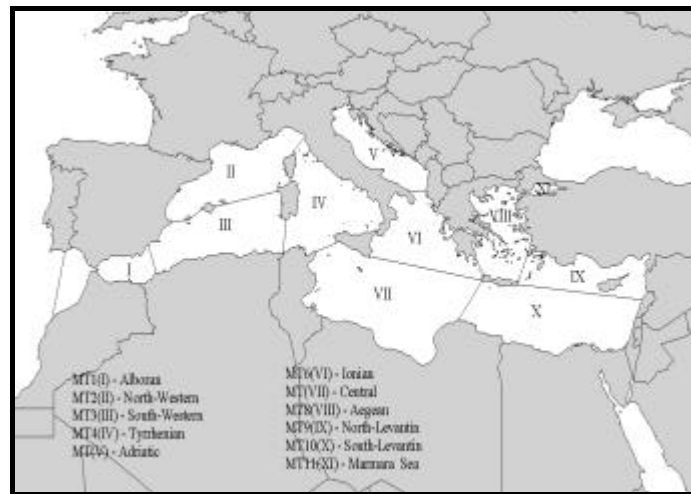 V
II
IV
XI
III
VIII
VI
I
IX
VII
X
MT1(I) - Alboran
MT2(II) - North-Western
MT3(III) - South-Western
MT4(IV) - Tyrrhenian
MT(V) - Adriatic
MT6(VI) - Ionian
MT(VII) - Central
MT8(VIII) - Aegean
MT9(IX) - North-Levantin
MT10(X) - South-Levantin
MT11(XI) - Marmara Sea